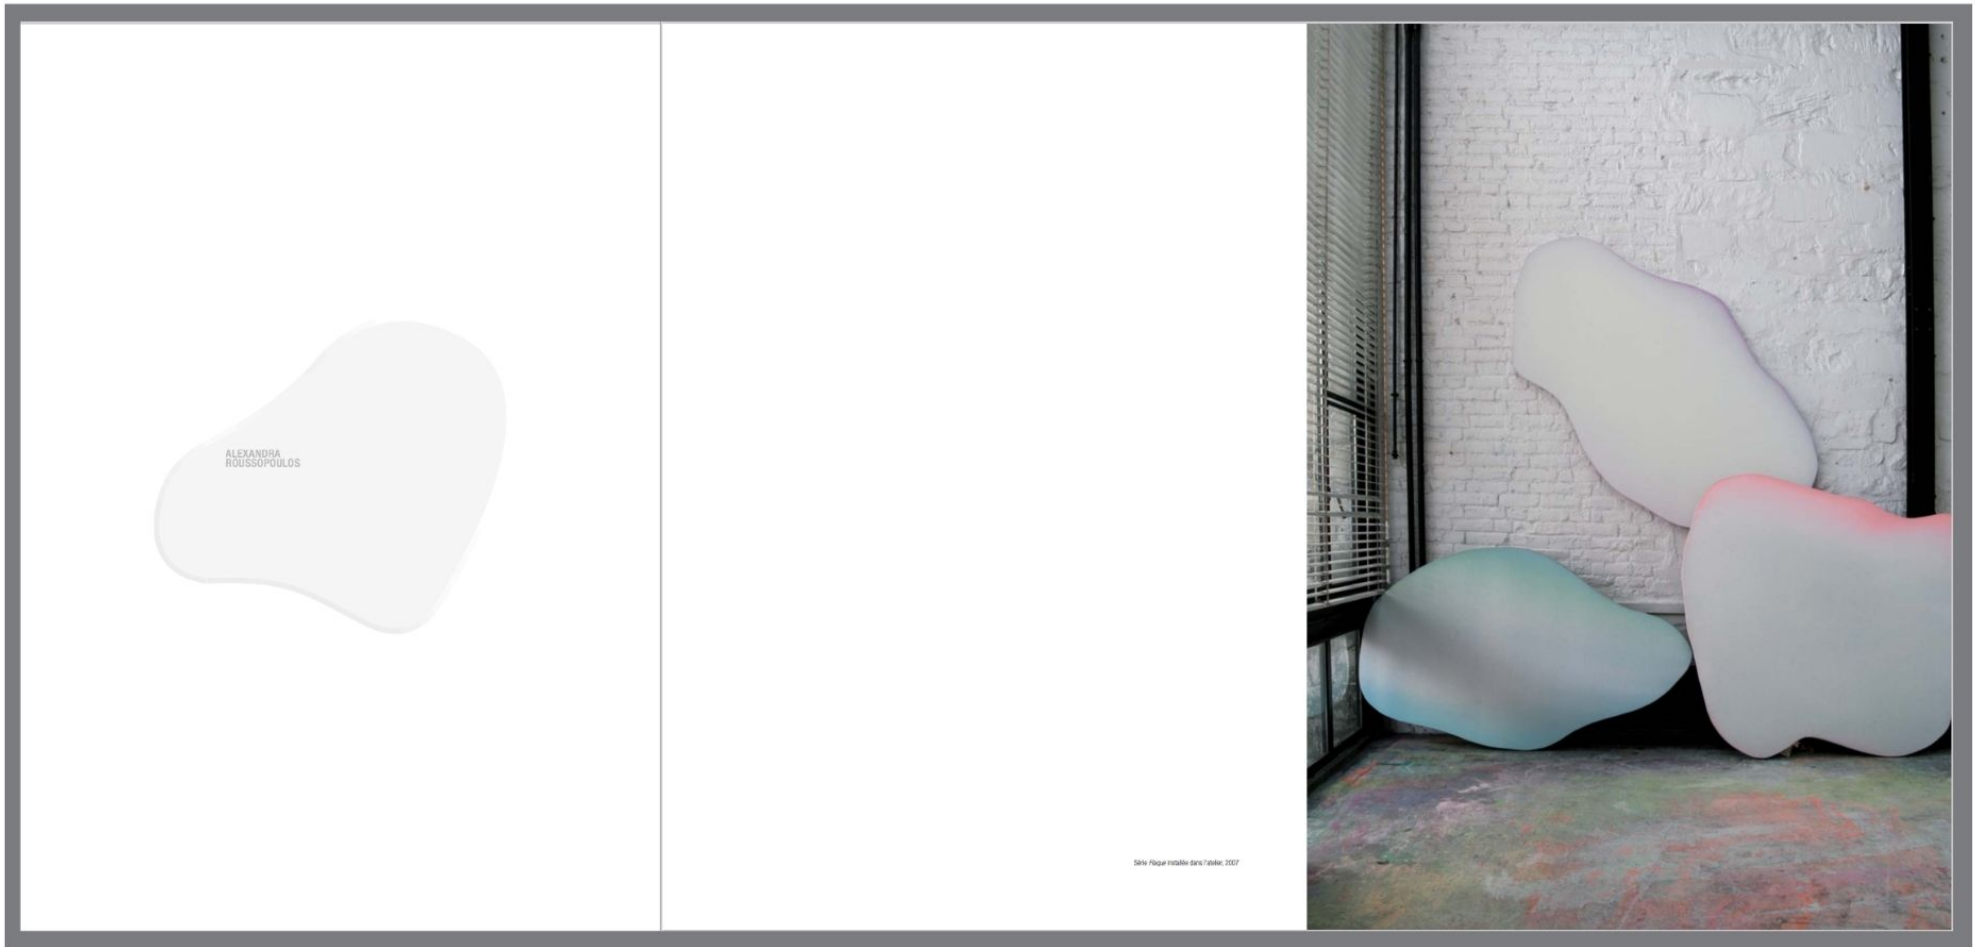 ALEXANDRA
ROUSSOPOULOS
Série Flaque installée dans l'atelier, 2007